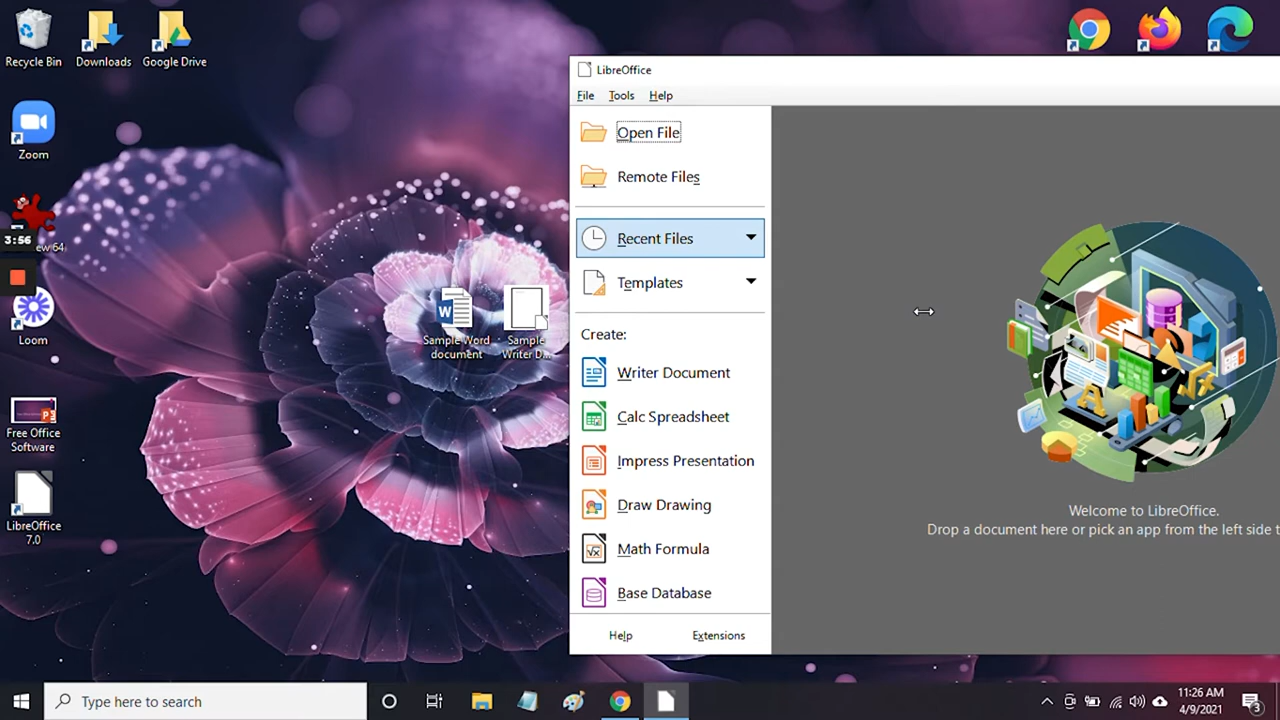 Recycle Bin
Downloads
Google Drive
Zoom
3:56
ew64
Loom
Free Office
Software
LibreOffice
7.0
Sample Word
document
Sample
Writer D...
LibreOffice
File Tools Help
Open File
Remote Files
Recent Files
Templates
Create:
Writer Document
Calc Spreadsheet
Impress Presentation
Draw Drawing
Math Formula
Base Database
Help Extensions
Welcome to LibreOffice.
Drop a document here or pick an app from the left side t
Type here to search
11:26 AM
4/9/2021
3